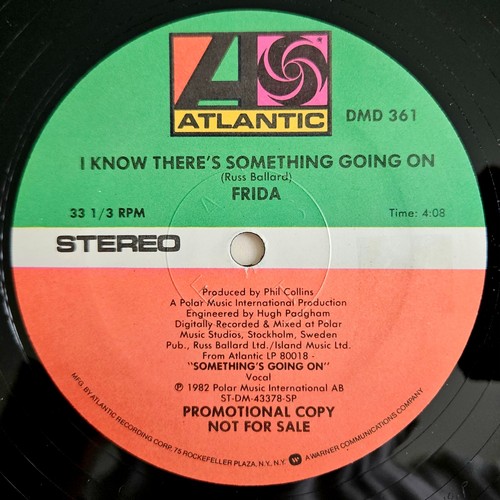 ATLANTIC
DMD 361
I KNOW THERE'S SOMETHING GOING ON
(Russ Ballard)
FRIDA
33 1/3 RPM
Time: 4:08
STEREO
Produced by Phil Collins
A Polar Music International Production
Engineered by Hugh Padgham
Digitally Recorded & Mixed at Polar
Music Studios, Stockholm, Sweden
Pub., Russ Ballard Ltd./Island Music Ltd.
From Atlantic LP 80018 -
"SOMETHING'S GOING ON"
Vocal
℗ 1982 Polar Music International AB
ST-DM-43378-SP
PROMOTIONAL COPY
NOT FOR SALE
MFG. BY ATLANTIC RECORDING CORP., 75 ROCKEFELLER PLAZA, N.Y., N.Y. W A WARNER COMMUNICATIONS COMPANY